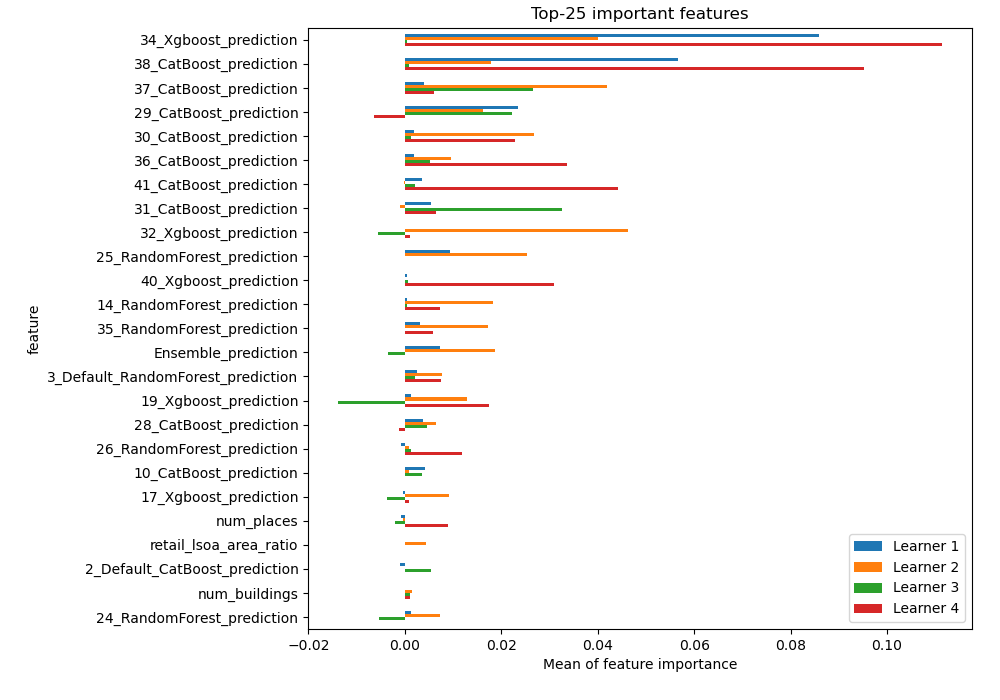 Top-25 important features
34_Xgboost_prediction
38_CatBoost_prediction
37_CatBoost_prediction
29_CatBoost_prediction
30_CatBoost_prediction
36_CatBoost_prediction
41_CatBoost_prediction
31_CatBoost_prediction
32_Xgboost_prediction
25_RandomForest_prediction
40_Xgboost_prediction
14_RandomForest_prediction
35_RandomForest_prediction
Ensemble_prediction
3_Default_RandomForest_prediction
19_Xgboost_prediction
28_CatBoost_prediction
26_RandomForest_prediction
10_CatBoost_prediction
17_Xgboost_prediction
num_places
retail_lsoa_area_ratio
2_Default_CatBoost_prediction
num_buildings
24_RandomForest_prediction
feature
Learner 1
Learner 2
Learner 3
Learner 4
−0.02 0.00 0.02 0.04 0.06 0.08 0.10
Mean of feature importance